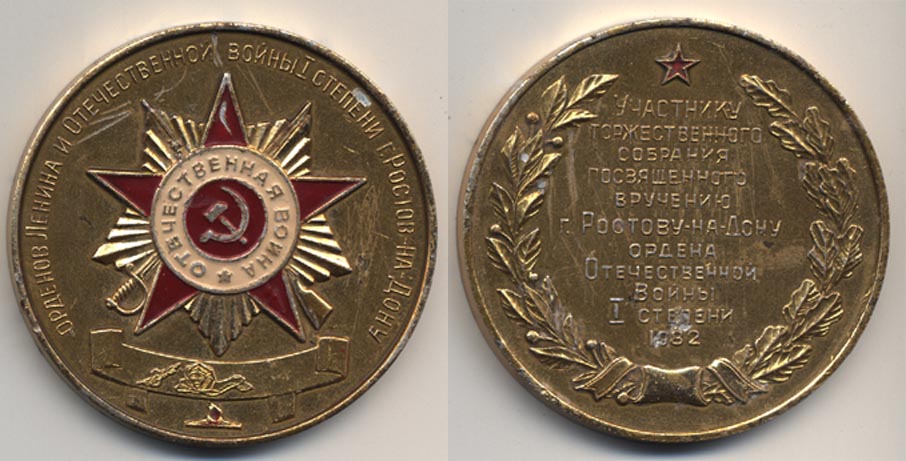 Орденов Ленина и Отечественной войны I степени г. Ростов-на-Дону
Отечественная война
Участнику
торжественного
собрания
посвященного
вручению
г. Ростову-на-Дону
ордена
Отечественной
Войны
I степени
1982